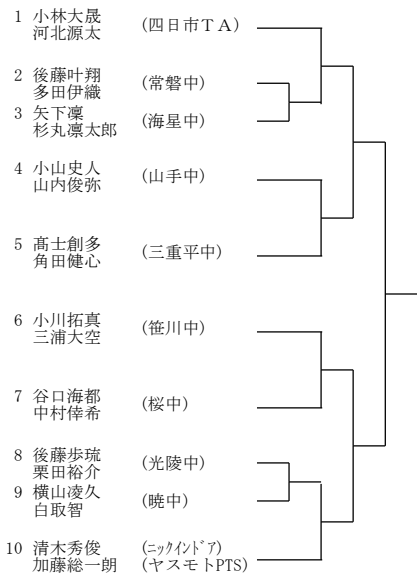 1 小林大晟 (四日市ＴＡ)
河北源太
2 後藤叶翔 (常磐中)
多田伊織
3 矢下凜 (海星中)
杉丸凛太郎
4 小山史人 (山手中)
山内俊弥
5 髙士創多 (三重平中)
角田健心
6 小川拓真 (笹川中)
三浦大空
7 谷口海都 (桜中)
中村倖希
8 後藤歩琉 (光陵中)
栗田裕介
9 横山凌久 (暁中)
白取智
10 清木秀俊 (ﾆｯｸｲﾝﾄﾞｱ)
加藤総一朗 (ヤスモトPTS)